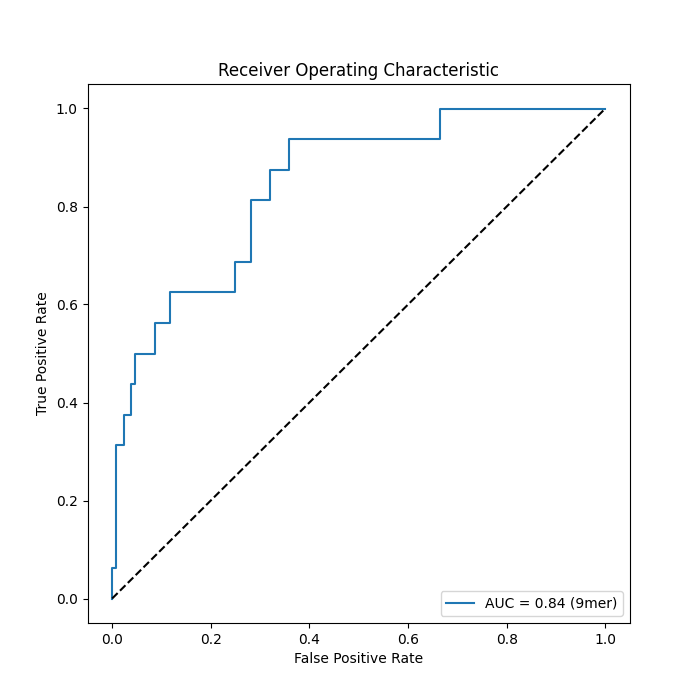 Receiver Operating Characteristic
True Positive Rate
1.0
0.8
0.6
0.4
0.2
0.0
AUC = 0.84 (9mer)
0.0 0.2 0.4 0.6 0.8 1.0
False Positive Rate